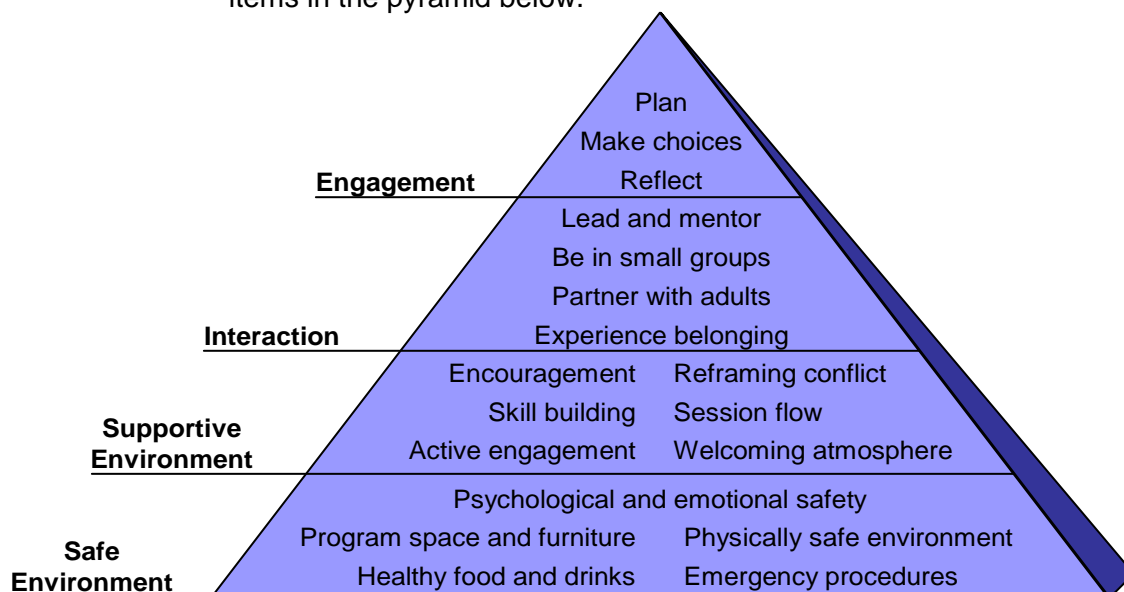 items in the pyramid below.
Plan
Make choices
Reflect
Engagement
Lead and mentor
Be in small groups
Partner with adults
Experience belonging
Interaction
Encouragement Reframing conflict
Skill building Session flow
Active engagement Welcoming atmosphere
Supportive
Environment
Psychological and emotional safety
Program space and furniture Physically safe environment
Healthy food and drinks Emergency procedures
Safe
Environment